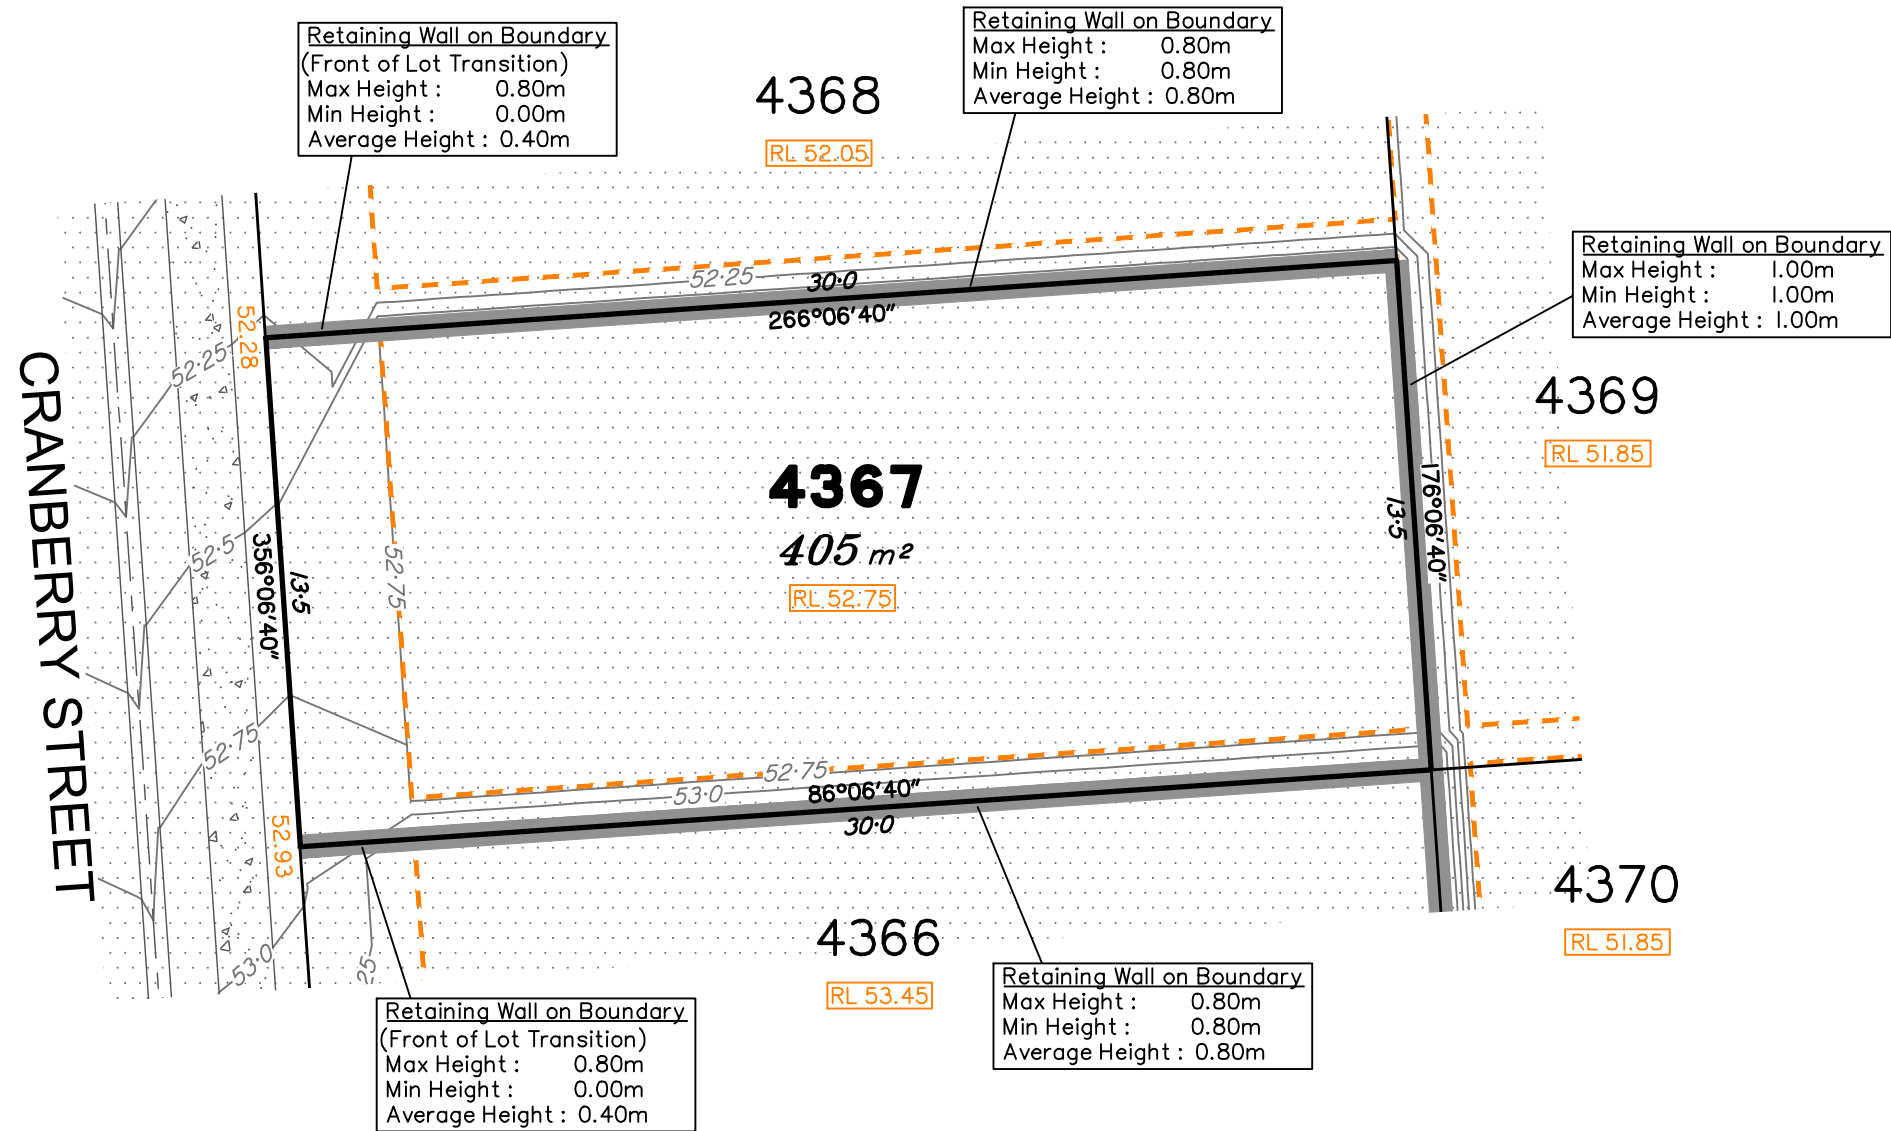 Retaining Wall on Boundary
(Front of Lot Transition)
Max Height : 0.80m
Min Height : 0.00m
Average Height : 0.40m
Retaining Wall on Boundary
Max Height : 0.80m
Min Height : 0.80m
Average Height : 0.80m
4368
RL 52.05
Retaining Wall on Boundary
Max Height : 1.00m
Min Height : 1.00m
Average Height : 1.00m
52·25
30·0
266°06'40"
52.28
52·25
CRANBERRY STREET
4369
RL 51.85
4367
405 m²
RL 52.75
52·5
356°06'40"
13·5
52·75
13·5
176°06'40"
52·75
52·75
53·0
86°06'40"
30·0
52.93
53·0
25
4366
RL 53.45
4370
RL 51.85
Retaining Wall on Boundary
(Front of Lot Transition)
Max Height : 0.80m
Min Height : 0.00m
Average Height : 0.40m
Retaining Wall on Boundary
Max Height : 0.80m
Min Height : 0.80m
Average Height : 0.80m